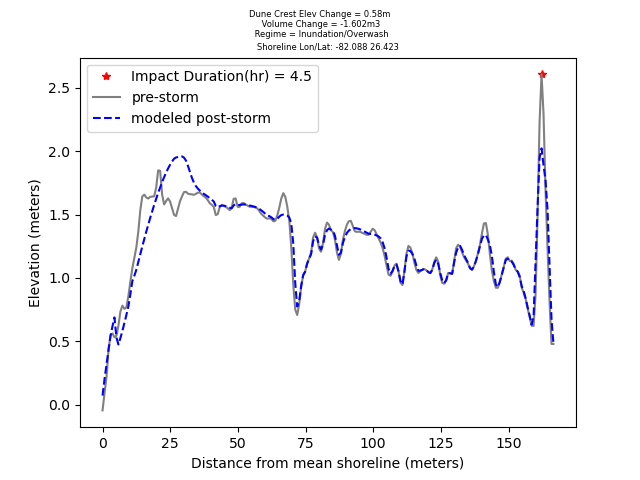 Dune Crest Elev Change = 0.58m
Volume Change = -1.602m3
Regime = Inundation/Overwash
Shoreline Lon/Lat: -82.088 26.423
Impact Duration(hr) = 4.5
pre-storm
modeled post-storm
2.5
2.0
1.5
1.0
0.5
0.0
Elevation (meters)
0 25 50 75 100 125 150
Distance from mean shoreline (meters)